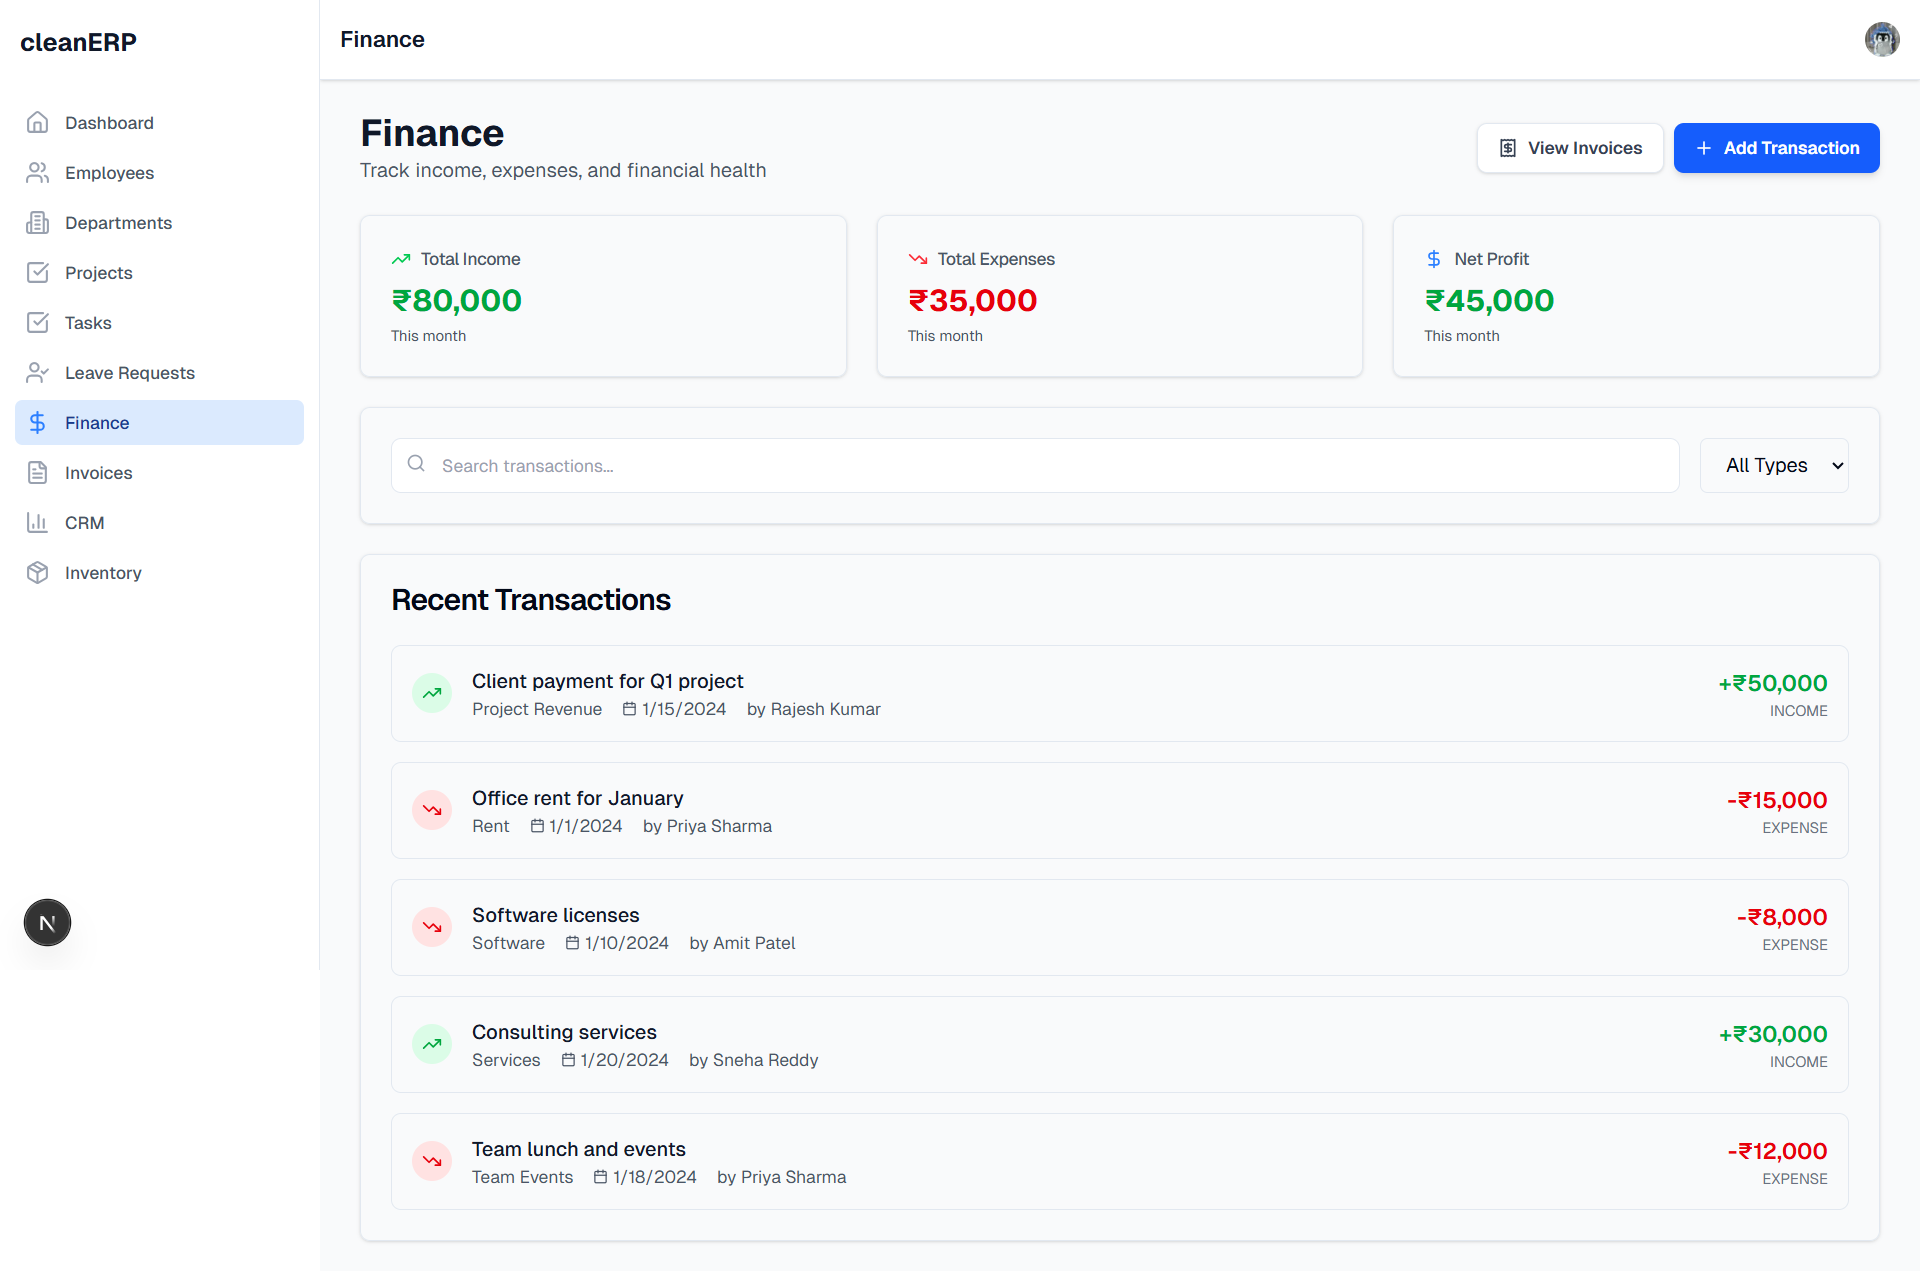 cleanERP
Dashboard
Employees
Departments
Projects
Tasks
Leave Requests
Finance
Invoices
CRM
Inventory
N
Finance
Finance
Track income, expenses, and financial health
View Invoices
Add Transaction
Total Income
₹80,000
This month
Total Expenses
₹35,000
This month
Net Profit
₹45,000
This month
Search transactions...
All Types
Recent Transactions
Client payment for Q1 project
Project Revenue 1/15/2024 by Rajesh Kumar
+₹50,000
INCOME
Office rent for January
Rent 1/1/2024 by Priya Sharma
-₹15,000
EXPENSE
Software licenses
Software 1/10/2024 by Amit Patel
-₹8,000
EXPENSE
Consulting services
Services 1/20/2024 by Sneha Reddy
+₹30,000
INCOME
Team lunch and events
Team Events 1/18/2024 by Priya Sharma
-₹12,000
EXPENSE